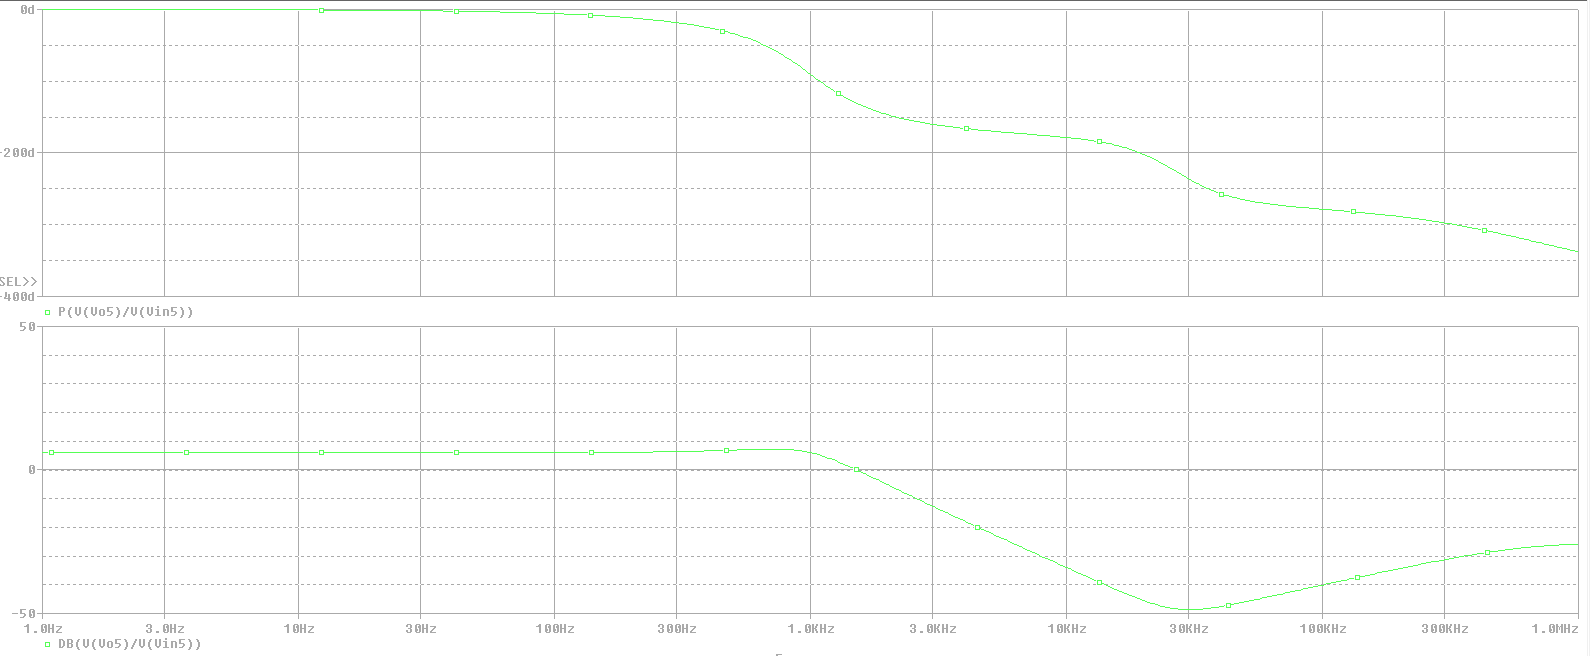 0d
-200d
SEL>>
-400d
P(V(Vo5)/V(Vin5))
50
0
-50
1.0Hz 3.0Hz 10Hz 30Hz 100Hz 300Hz 1.0KHz 3.0KHz 10KHz 30KHz 100KHz 300KHz 1.0MHz
DB(V(Vo5)/V(Vin5))